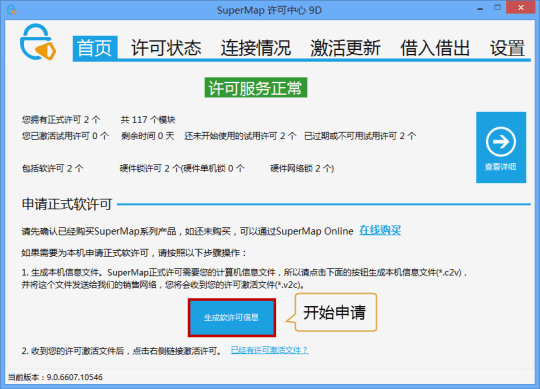 SuperMap 许可中心 9D
首页 许可状态 连接情况 激活更新 借入借出 设置
许可服务正常
您拥有正式许可 2 个 共 117 个模块
您已激活试用许可 0 个 剩余时间 0 天 还未开始使用的试用许可 2 个 已过期或不可用试用许可 2 个
包括软许可 2 个 硬件锁许可 2 个(硬件单机锁 0 个 硬件网络锁 2 个)
查看详细
申请正式软许可
请先确认已经购买SuperMap系列产品，如还未购买，可以通过SuperMap Online 在线购买
如果需要为本机申请正式软许可，请按照以下步骤操作：
1. 生成本机信息文件。SuperMap正式许可需要您的计算机信息文件，所以请点击下面的按钮生成本机信息文件(*.c2v)，
并将这个文件发送给我们的销售网络，您将会收到您的许可激活文件(*.v2c)。
生成软许可信息 开始申请
2. 收到您的许可激活文件后，点击右侧链接激活许可。 已经有许可激活文件？
当前版本：9.0.6607.10546